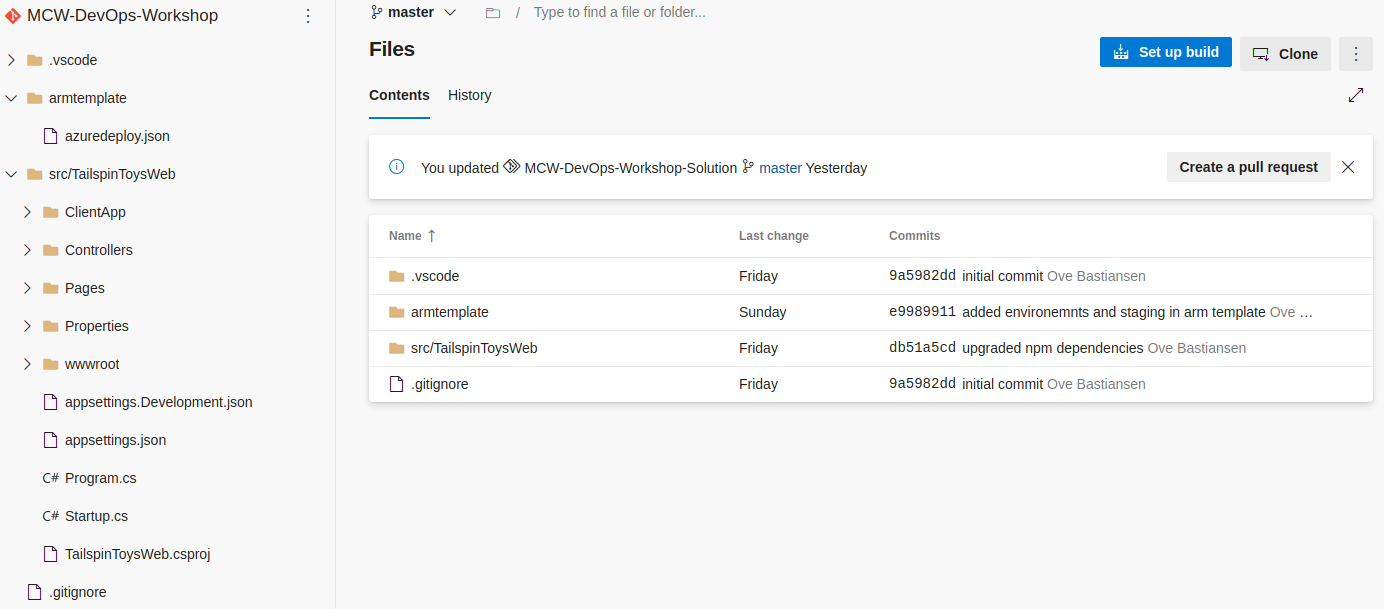 MCW-DevOps-Workshop
.vscode
armtemplate
azuredeploy.json
src/TailspinToysWeb
ClientApp
Controllers
Pages
Properties
wwwroot
appsettings.Development.json
appsettings.json
C# Program.cs
C# Startup.cs
TailspinToysWeb.csproj
.gitignore
master / Type to find a file or folder...
Files
Set up build Clone
Contents History
You updated MCW-DevOps-Workshop-Solution master Yesterday Create a pull request
Name ↑ Last change Commits
.vscode Friday 9a5982dd initial commit Ove Bastiansen
armtemplate Sunday e9989911 added environemnts and staging in arm template Ove …
src/TailspinToysWeb Friday db51a5cd upgraded npm dependencies Ove Bastiansen
.gitignore Friday 9a5982dd initial commit Ove Bastiansen